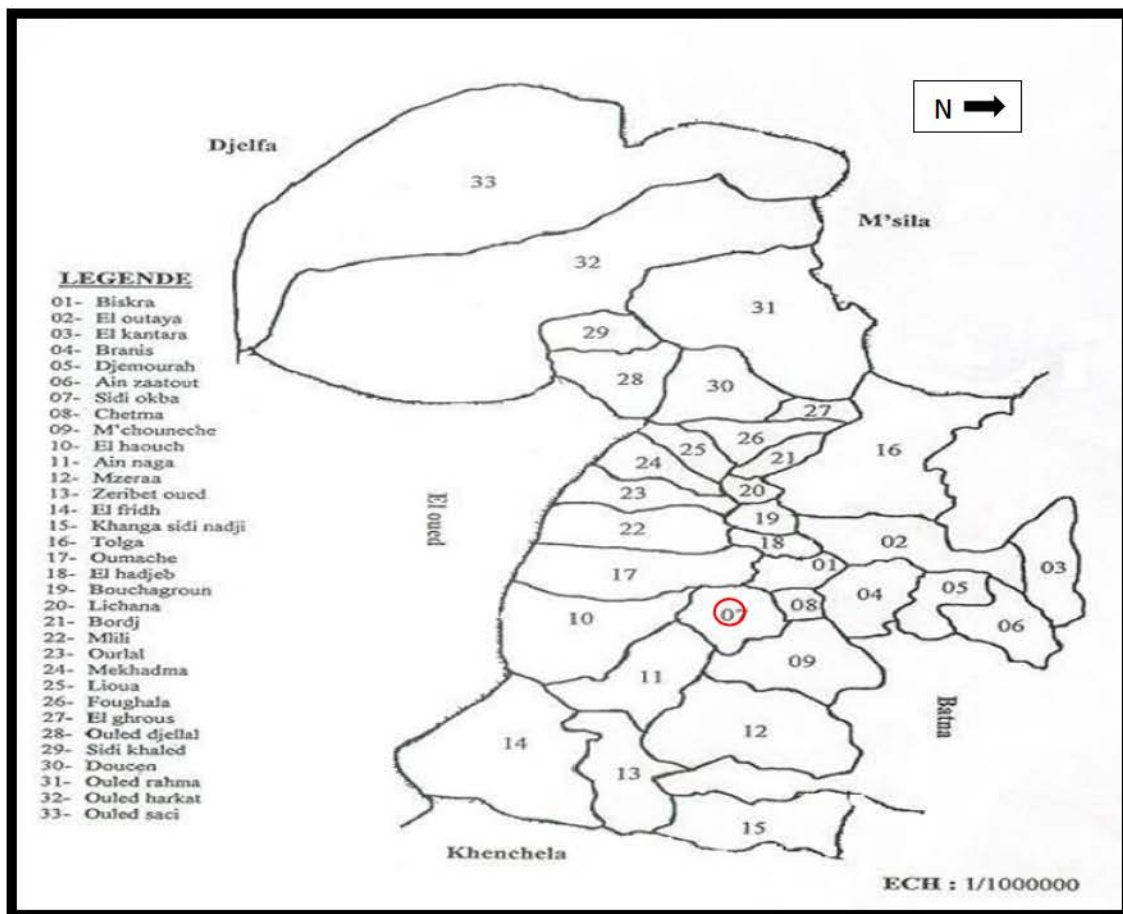 N
Djelfa
33
M'sila
32
LEGENDE
01- Biskra
02- El outaya
03- El kantara
04- Branis
05- Djemourah
06- Ain zaatout
07- Sidi okba
08- Chetma
09- M'chouneche
10- El haouch
11- Ain naga
12- Mzeraa
13- Zeribet oued
14- El fridh
15- Khanga sidi nadji
16- Tolga
17- Oumache
18- El hadjeb
19- Bouchagroun
20- Lichana
21- Bordj
22- Mlili
23- Ourlal
24- Mekhadma
25- Lioua
26- Foughala
27- El ghrous
28- Ouled djellal
29- Sidi khaled
30- Doucen
31- Ouled rahma
32- Ouled harkat
33- Ouled saci
31
29
28
30
27
26
25
21
16
24
20
23
19
22
18
02
El oued
17
01
03
04
05
10
07
08
06
09
11
Batna
12
14
13
15
Khenchela
ECH : 1/1000000